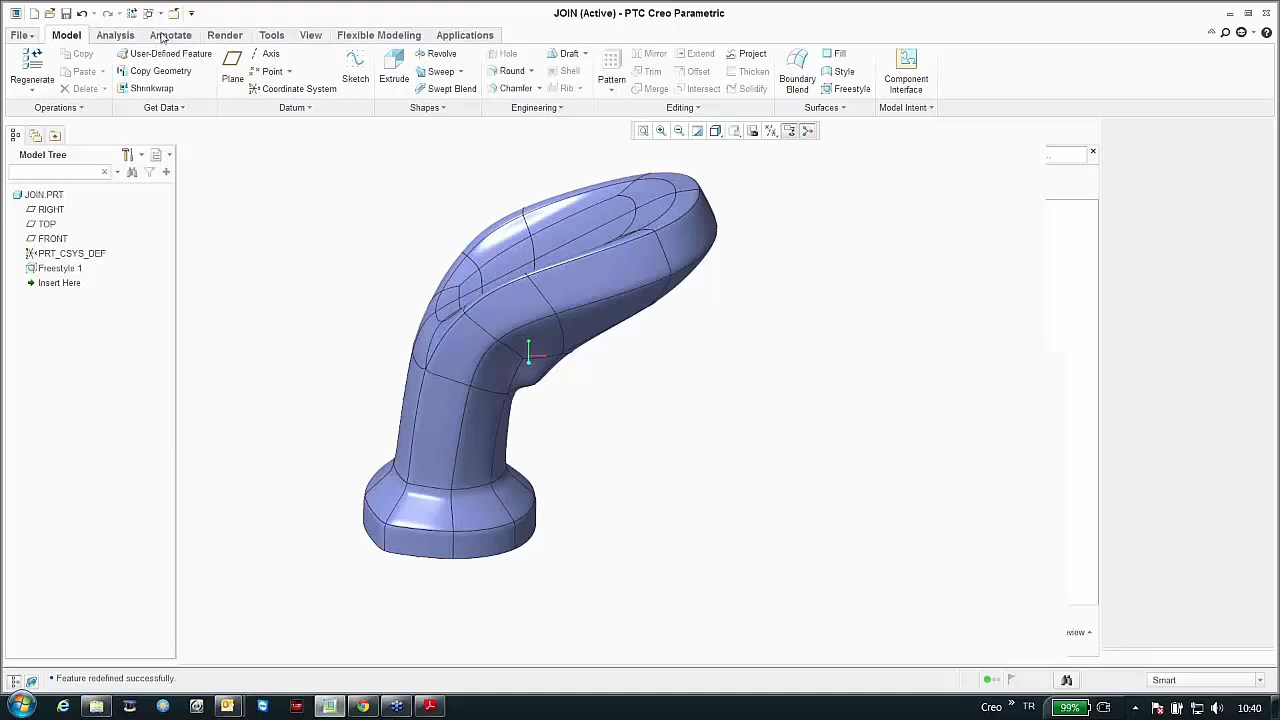 JOIN (Active) - PTC Creo Parametric
File Model Analysis Annotate Render Tools View Flexible Modeling Applications
Regenerate
Copy
Paste
Delete
User-Defined Feature
Copy Geometry
Shrinkwrap
Plane
Axis
Point
Coordinate System
Sketch
Extrude
Revolve
Sweep
Swept Blend
Hole
Round
Chamfer
Draft
Shell
Rib
Pattern
Mirror
Trim
Merge
Extend
Offset
Intersect
Project
Thicken
Solidify
Boundary
Blend
Fill
Style
Freestyle
Component
Interface
Operations Get Data Datum Shapes Engineering Editing Surfaces Model Intent
Model Tree
...
JOIN.PRT
RIGHT
TOP
FRONT
PRT_CSYS_DEF
Freestyle 1
Insert Here
view
• Feature redefined successfully.
Smart
Creo TR 99% 10:40